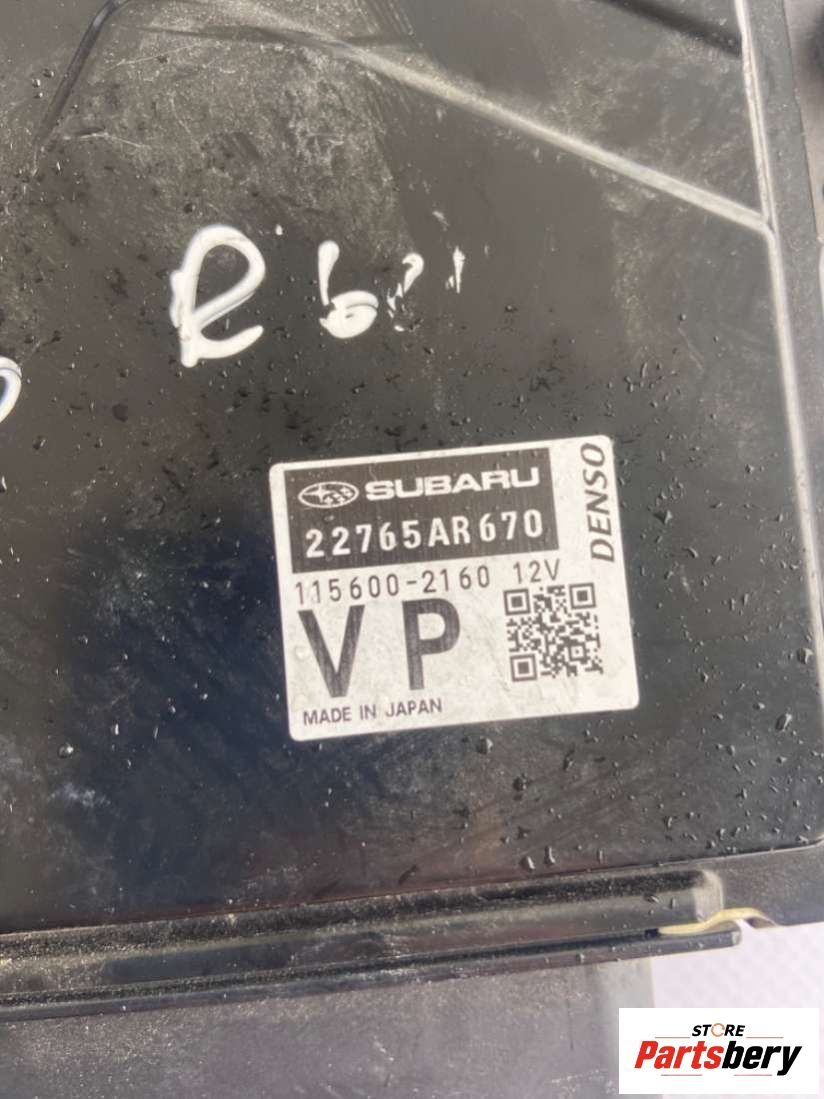 SUBARU
22765AR670
DENSO
115600-2160 12V
VP
MADE IN JAPAN
STORE
Partsbery